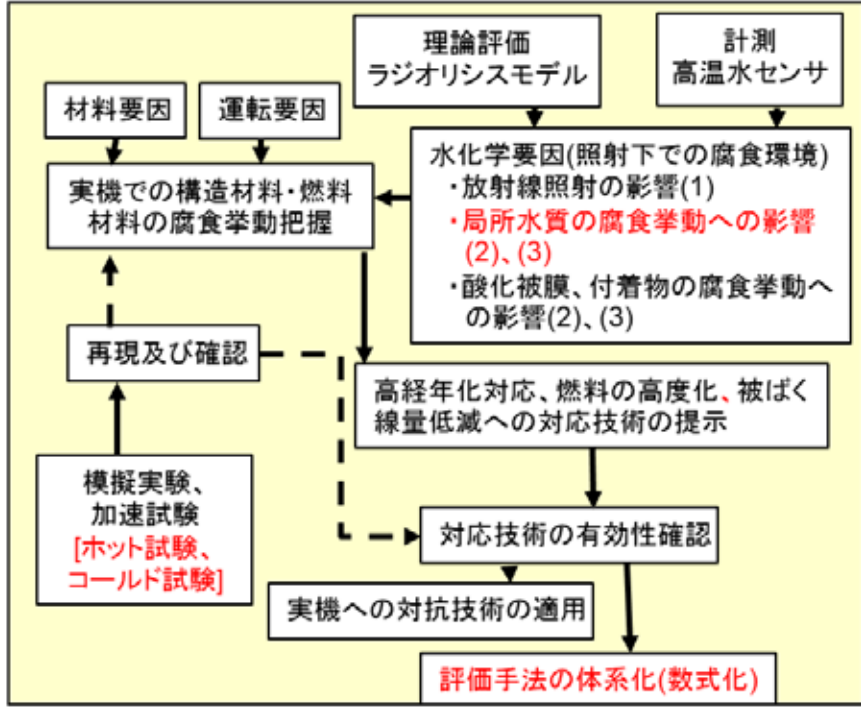 理論評価
ラジオリシスモデル
計測
高温水センサ
材料要因
運転要因
水化学要因(照射下での腐食環境)
・放射線照射の影響(1)
・局所水質の腐食挙動への影響
(2)、(3)
・酸化被膜、付着物の腐食挙動へ
の影響(2)、(3)
実機での構造材料・燃料
材料の腐食挙動把握
再現及び確認
高経年化対応、燃料の高度化、被ばく
線量低減への対応技術の提示
模擬実験、
加速試験
[ホット試験、
コールド試験]
対応技術の有効性確認
実機への対抗技術の適用
評価手法の体系化(数式化)